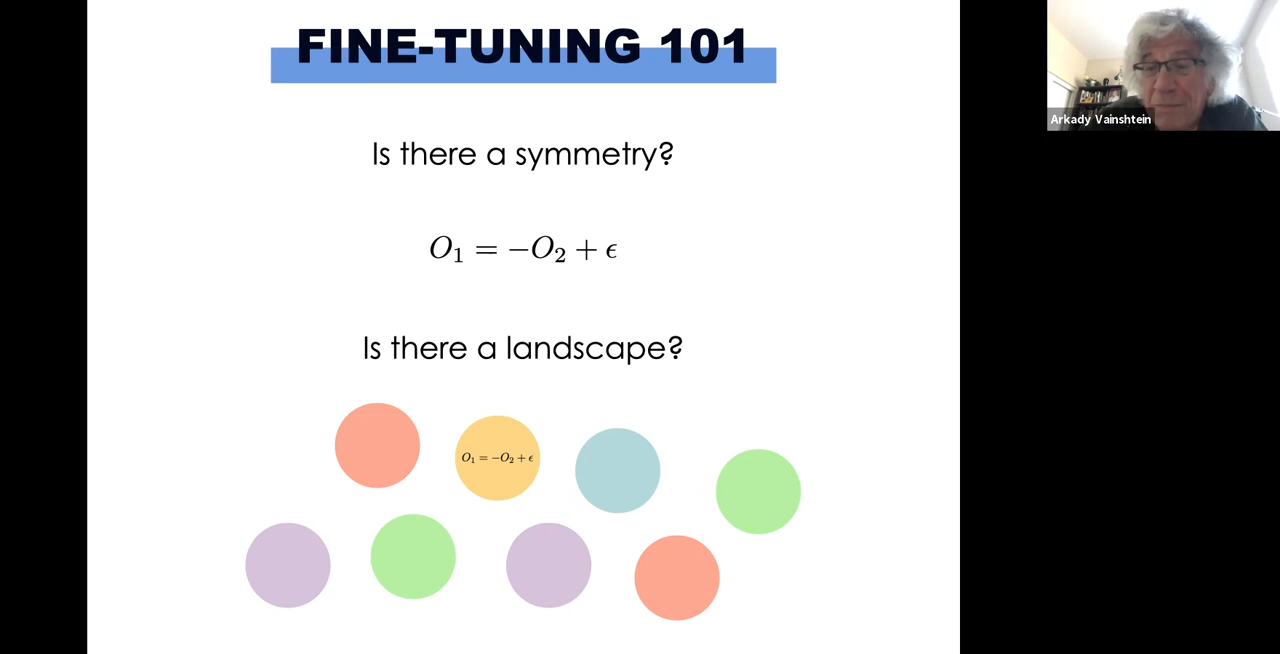 FINE-TUNING 101
Arkady Vainshtein
Is there a symmetry?
O₁ = −O₂ + ϵ
Is there a landscape?
O₁ = −O₂ + ϵ